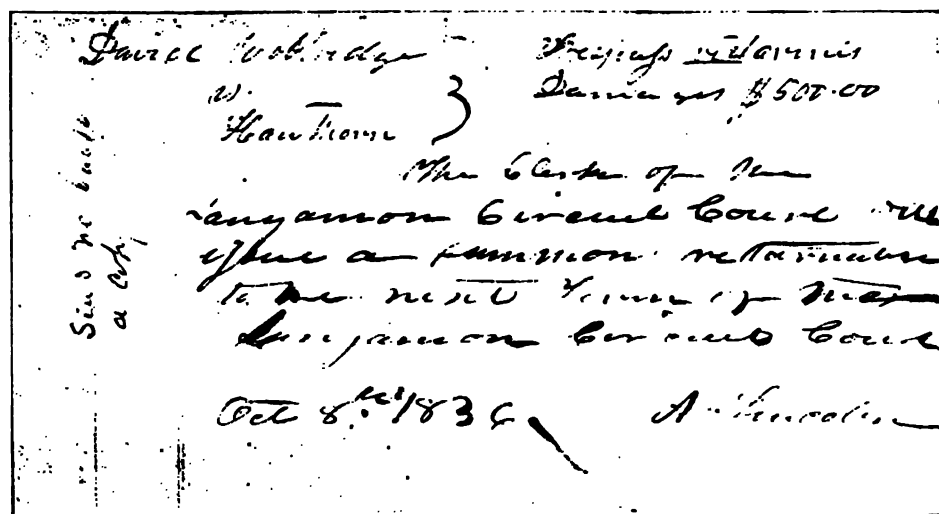 David Woolridge
vs.
Hawthorn
Trespass vi et armis
Damages $500.00
The Clerk of the
Sangamon Circuit Court will
issue a summon returnable
to the next Term of the
Sangamon Circuit Court
Oct 8th 1836
A. Lincoln
Send me back
a copy